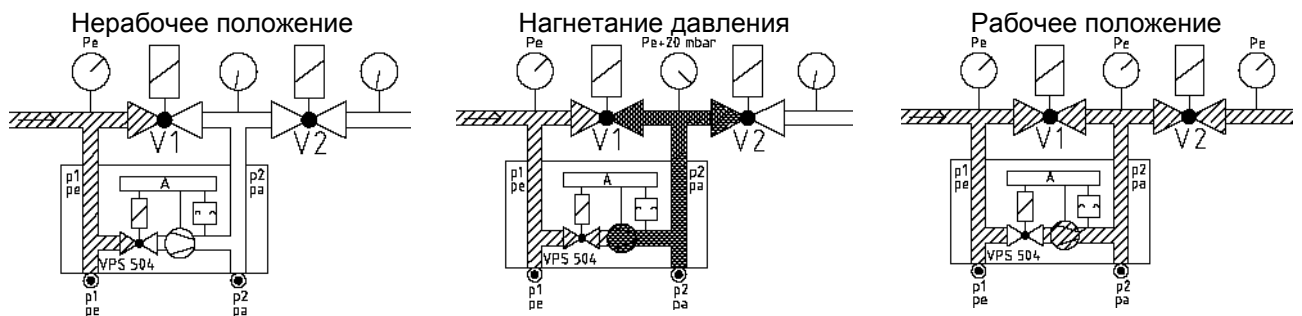 Нерабочее положение
Pe
V1
V2
p1
pe
A
p2
pa
VPS 504
p1
pe
p2
pa
Нагнетание давления
Pe
Pe+20 mbar
V1
V2
p1
pe
A
p2
pa
VPS 504
p1
pe
p2
pa
Рабочее положение
Pe
Pe
Pe
V1
V2
p1
pe
A
p2
pa
VPS 504
p1
pe
p2
pa